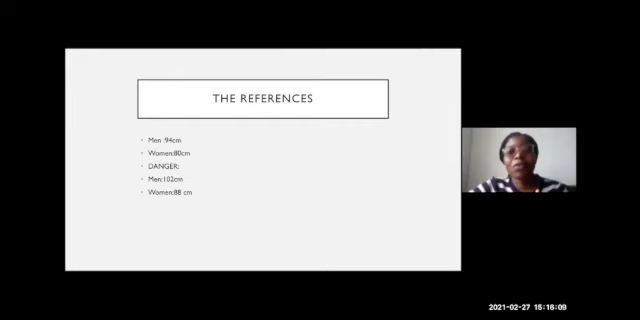 THE REFERENCES
Men :94cm
Women:80cm
DANGER:
Men:102cm
Women:88 cm
2021-02-27 15:16:09